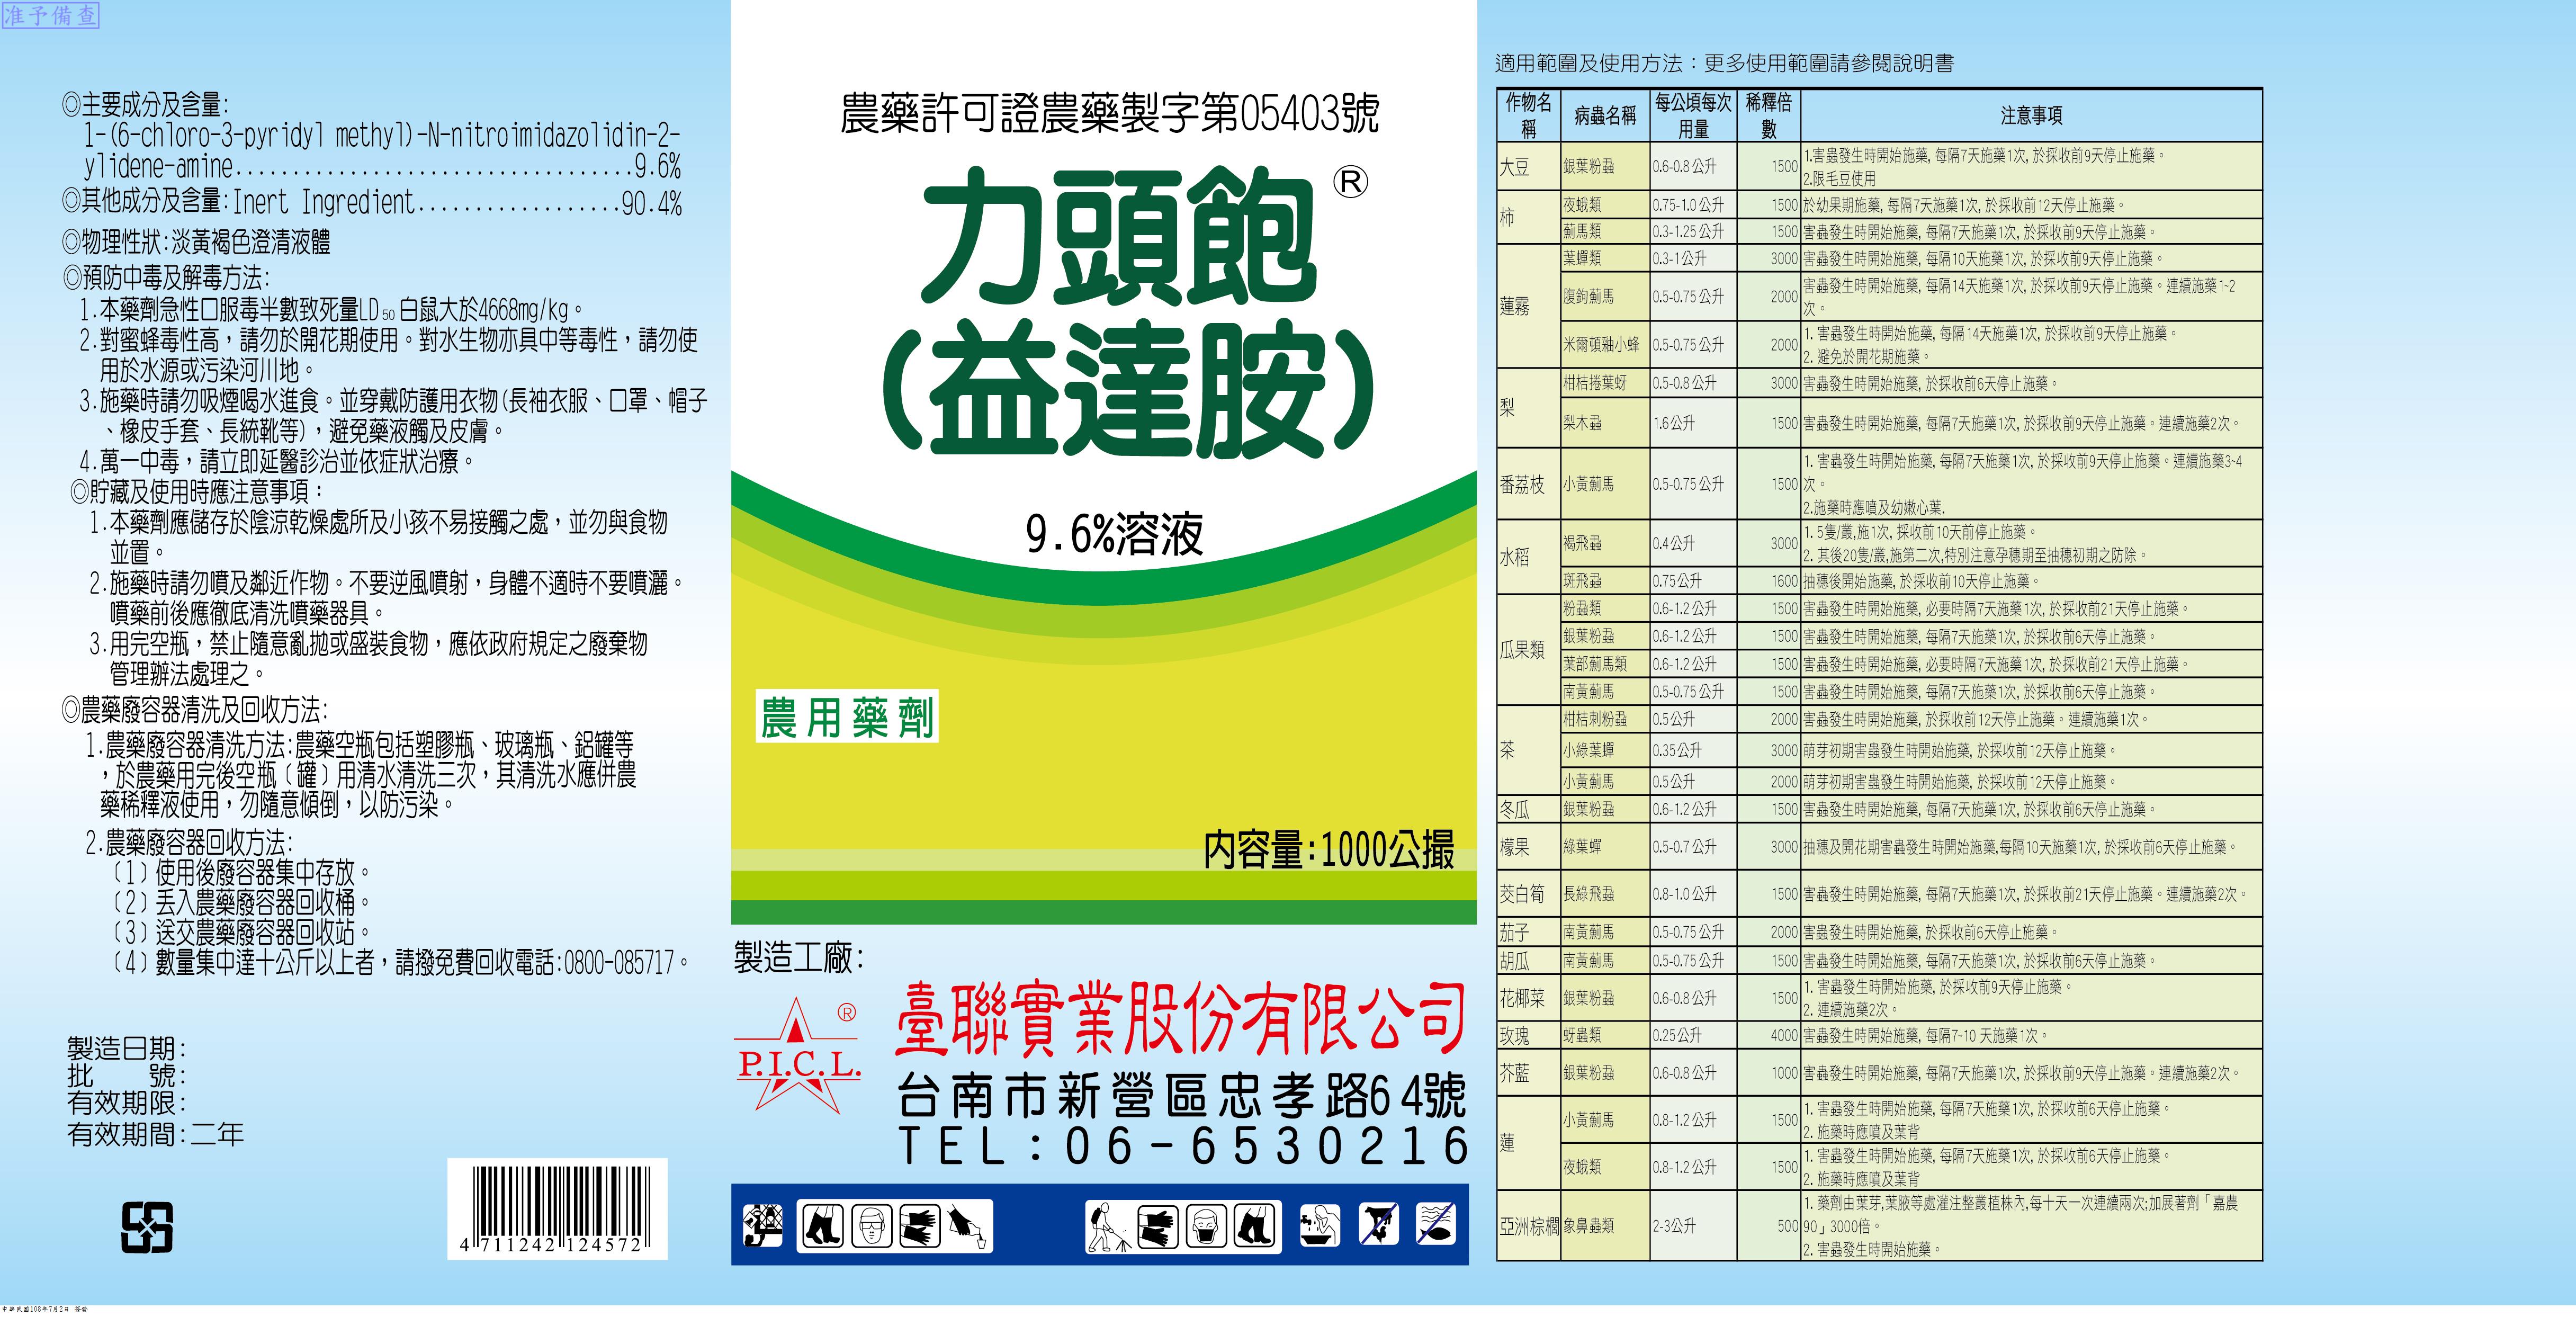 准予備查
◎主要成分及含量:
1-(6-chloro-3-pyridyl methyl)-N-nitroimidazolidin-2-
ylidene-amine...................................9.6%
◎其他成分及含量:Inert Ingredient..................90.4%
◎物理性狀:淡黃褐色澄清液體
◎預防中毒及解毒方法:
1.本藥劑急性口服毒半數致死量LD50白鼠大於4668mg/kg。
2.對蜜蜂毒性高，請勿於開花期使用。對水生物亦具中等毒性，請勿使
用於水源或污染河川地。
3.施藥時請勿吸煙喝水進食。並穿戴防護用衣物(長袖衣服、口罩、帽子
、橡皮手套、長統靴等)，避免藥液觸及皮膚。
4.萬一中毒，請立即延醫診治並依症狀治療。
◎貯藏及使用時應注意事項：
1.本藥劑應儲存於陰涼乾燥處所及小孩不易接觸之處，並勿與食物
並置。
2.施藥時請勿噴及鄰近作物。不要逆風噴射，身體不適時不要噴灑。
噴藥前後應徹底清洗噴藥器具。
3.用完空瓶，禁止隨意亂拋或盛裝食物，應依政府規定之廢棄物
管理辦法處理之。
◎農藥廢容器清洗及回收方法:
1.農藥廢容器清洗方法:農藥空瓶包括塑膠瓶、玻璃瓶、鋁罐等
，於農藥用完後空瓶〔罐〕用清水清洗三次，其清洗水應併農
藥稀釋液使用，勿隨意傾倒，以防污染。
2.農藥廢容器回收方法:
〔1〕使用後廢容器集中存放。
〔2〕丟入農藥廢容器回收桶。
〔3〕送交農藥廢容器回收站。
〔4〕數量集中達十公斤以上者，請撥免費回收電話:0800-085717。
製造日期:
批　　號:
有效期限:
有效期間:二年
4 711242 124572
農藥許可證農藥製字第05403號
力頭飽®
(益達胺)
9.6%溶液
農用藥劑
內容量:1000公撮
製造工廠:
®
P.I.C.L.
臺聯實業股份有限公司
台南市新營區忠孝路64號
TEL:06-6530216
適用範圍及使用方法：更多使用範圍請參閱說明書
作物名稱 病蟲名稱 每公頃每次用量 稀釋倍數 注意事項
大豆 銀葉粉蝨 0.6-0.8公升 1500 1.害蟲發生時開始施藥,每隔7天施藥1次,於採收前9天停止施藥。
2.限毛豆使用
柿 夜蛾類 0.75-1.0公升 1500 於幼果期施藥,每隔7天施藥1次,於採收前12天停止施藥。
薊馬類 0.3-1.25公升 1500 害蟲發生時開始施藥,每隔7天施藥1次,於採收前9天停止施藥。
蓮霧 葉蟬類 0.3-1公升 3000 害蟲發生時開始施藥,每隔10天施藥1次,於採收前9天停止施藥。
腹鉤薊馬 0.5-0.75公升 2000 害蟲發生時開始施藥,每隔14天施藥1次,於採收前9天停止施藥。連續施藥1~2
次。
米爾頓釉小蜂 0.5-0.75公升 2000 1. 害蟲發生時開始施藥,每隔14天施藥1次,於採收前9天停止施藥。
2. 避免於開花期施藥。
梨 柑桔捲葉蚜 0.5-0.8公升 3000 害蟲發生時開始施藥,於採收前6天停止施藥。
梨木蝨 1.6公升 1500 害蟲發生時開始施藥,每隔7天施藥1次,於採收前9天停止施藥。連續施藥2次。
番荔枝 小黃薊馬 0.5-0.75公升 1500 1. 害蟲發生時開始施藥,每隔7天施藥1次,於採收前9天停止施藥。連續施藥3~4
次。
2.施藥時應噴及幼嫩心葉.
水稻 褐飛蝨 0.4公升 3000 1. 5隻/叢,施1次,採收前10天前停止施藥。
2. 其後20隻/叢,施第二次,特別注意孕穗期至抽穗初期之防除。
斑飛蝨 0.75公升 1600 抽穗後開始施藥,於採收前10天停止施藥。
瓜果類 粉蝨類 0.6-1.2公升 1500 害蟲發生時開始施藥,必要時隔7天施藥1次,於採收前21天停止施藥。
銀葉粉蝨 0.6-1.2公升 1500 害蟲發生時開始施藥,每隔7天施藥1次,於採收前6天停止施藥。
葉部薊馬類 0.6-1.2公升 1500 害蟲發生時開始施藥,必要時隔7天施藥1次,於採收前21天停止施藥。
南黃薊馬 0.5-0.75公升 1500 害蟲發生時開始施藥,每隔7天施藥1次,於採收前6天停止施藥。
茶 柑桔刺粉蝨 0.5公升 2000 害蟲發生時開始施藥,於採收前12天停止施藥。連續施藥1次。
小綠葉蟬 0.35公升 3000 萌芽初期害蟲發生時開始施藥,於採收前12天停止施藥。
小黃薊馬 0.5公升 2000 萌芽初期害蟲發生時開始施藥,於採收前12天停止施藥。
冬瓜 銀葉粉蝨 0.6-1.2公升 1500 害蟲發生時開始施藥,每隔7天施藥1次,於採收前6天停止施藥。
檬果 綠葉蟬 0.5-0.7公升 3000 抽穗及開花期害蟲發生時開始施藥,每隔10天施藥1次,於採收前6天停止施藥。
茭白筍 長綠飛蝨 0.8-1.0公升 1500 害蟲發生時開始施藥,每隔7天施藥1次,於採收前21天停止施藥。連續施藥2次。
茄子 南黃薊馬 0.5-0.75公升 2000 害蟲發生時開始施藥,於採收前6天停止施藥。
胡瓜 南黃薊馬 0.5-0.75公升 1500 害蟲發生時開始施藥,每隔7天施藥1次,於採收前6天停止施藥。
花椰菜 銀葉粉蝨 0.6-0.8公升 1500 1. 害蟲發生時開始施藥,於採收前9天停止施藥。
2. 連續施藥2次。
玫瑰 蚜蟲類 0.25公升 4000 害蟲發生時開始施藥,每隔7~10天施藥1次。
芥藍 銀葉粉蝨 0.6-0.8公升 1000 害蟲發生時開始施藥,每隔7天施藥1次,於採收前9天停止施藥。連續施藥2次。
蓮 小黃薊馬 0.8-1.2公升 1500 1. 害蟲發生時開始施藥,每隔7天施藥1次,於採收前6天停止施藥。
2. 施藥時應噴及葉背
夜蛾類 0.8-1.2公升 1500 1. 害蟲發生時開始施藥,每隔7天施藥1次,於採收前6天停止施藥。
2. 施藥時應噴及葉背
亞洲棕櫚象鼻蟲類 2-3公升 500 1. 藥劑由葉芽,葉腋等處灌注整叢植株內,每十天一次連續兩次;加展著劑「嘉農
90」3000倍。
2. 害蟲發生時開始施藥。
中華民國108年7月2日 簽發